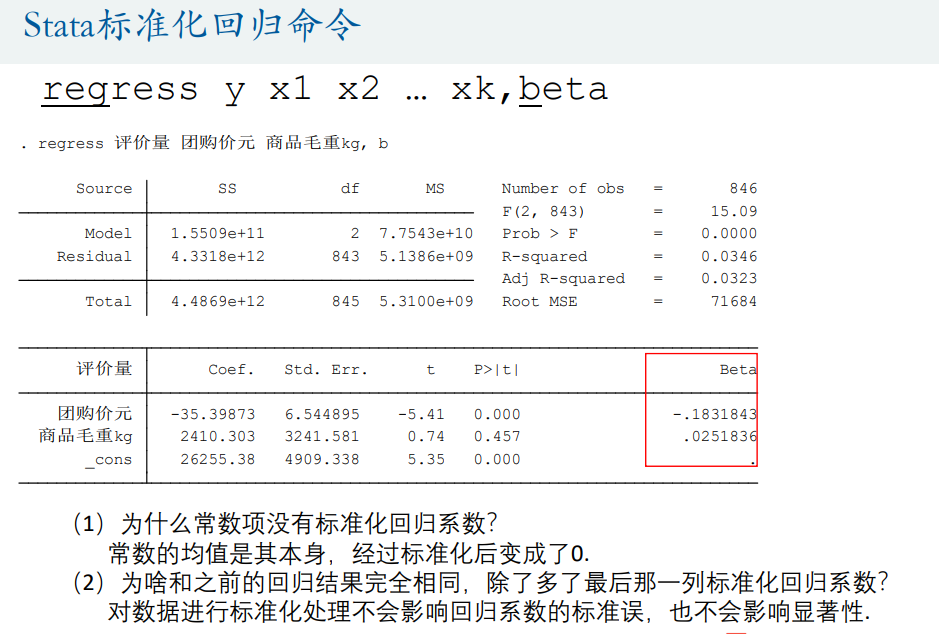 Stata标准化回归命令
regress y x1 x2 … xk,beta
. regress 评价量 团购价元 商品毛重kg, b
Source SS df MS Number of obs = 846
F(2, 843) = 15.09
Model 1.5509e+11 2 7.7543e+10 Prob > F = 0.0000
Residual 4.3318e+12 843 5.1386e+09 R-squared = 0.0346
Adj R-squared = 0.0323
Total 4.4869e+12 845 5.3100e+09 Root MSE = 71684
评价量 Coef. Std. Err. t P>|t| Beta
团购价元 -35.39873 6.544895 -5.41 0.000 -.1831843
商品毛重kg 2410.303 3241.581 0.74 0.457 .0251836
_cons 26255.38 4909.338 5.35 0.000 .
（1）为什么常数项没有标准化回归系数？
常数的均值是其本身，经过标准化后变成了0.
（2）为啥和之前的回归结果完全相同，除了多了最后那一列标准化回归系数？
对数据进行标准化处理不会影响回归系数的标准误，也不会影响显著性.